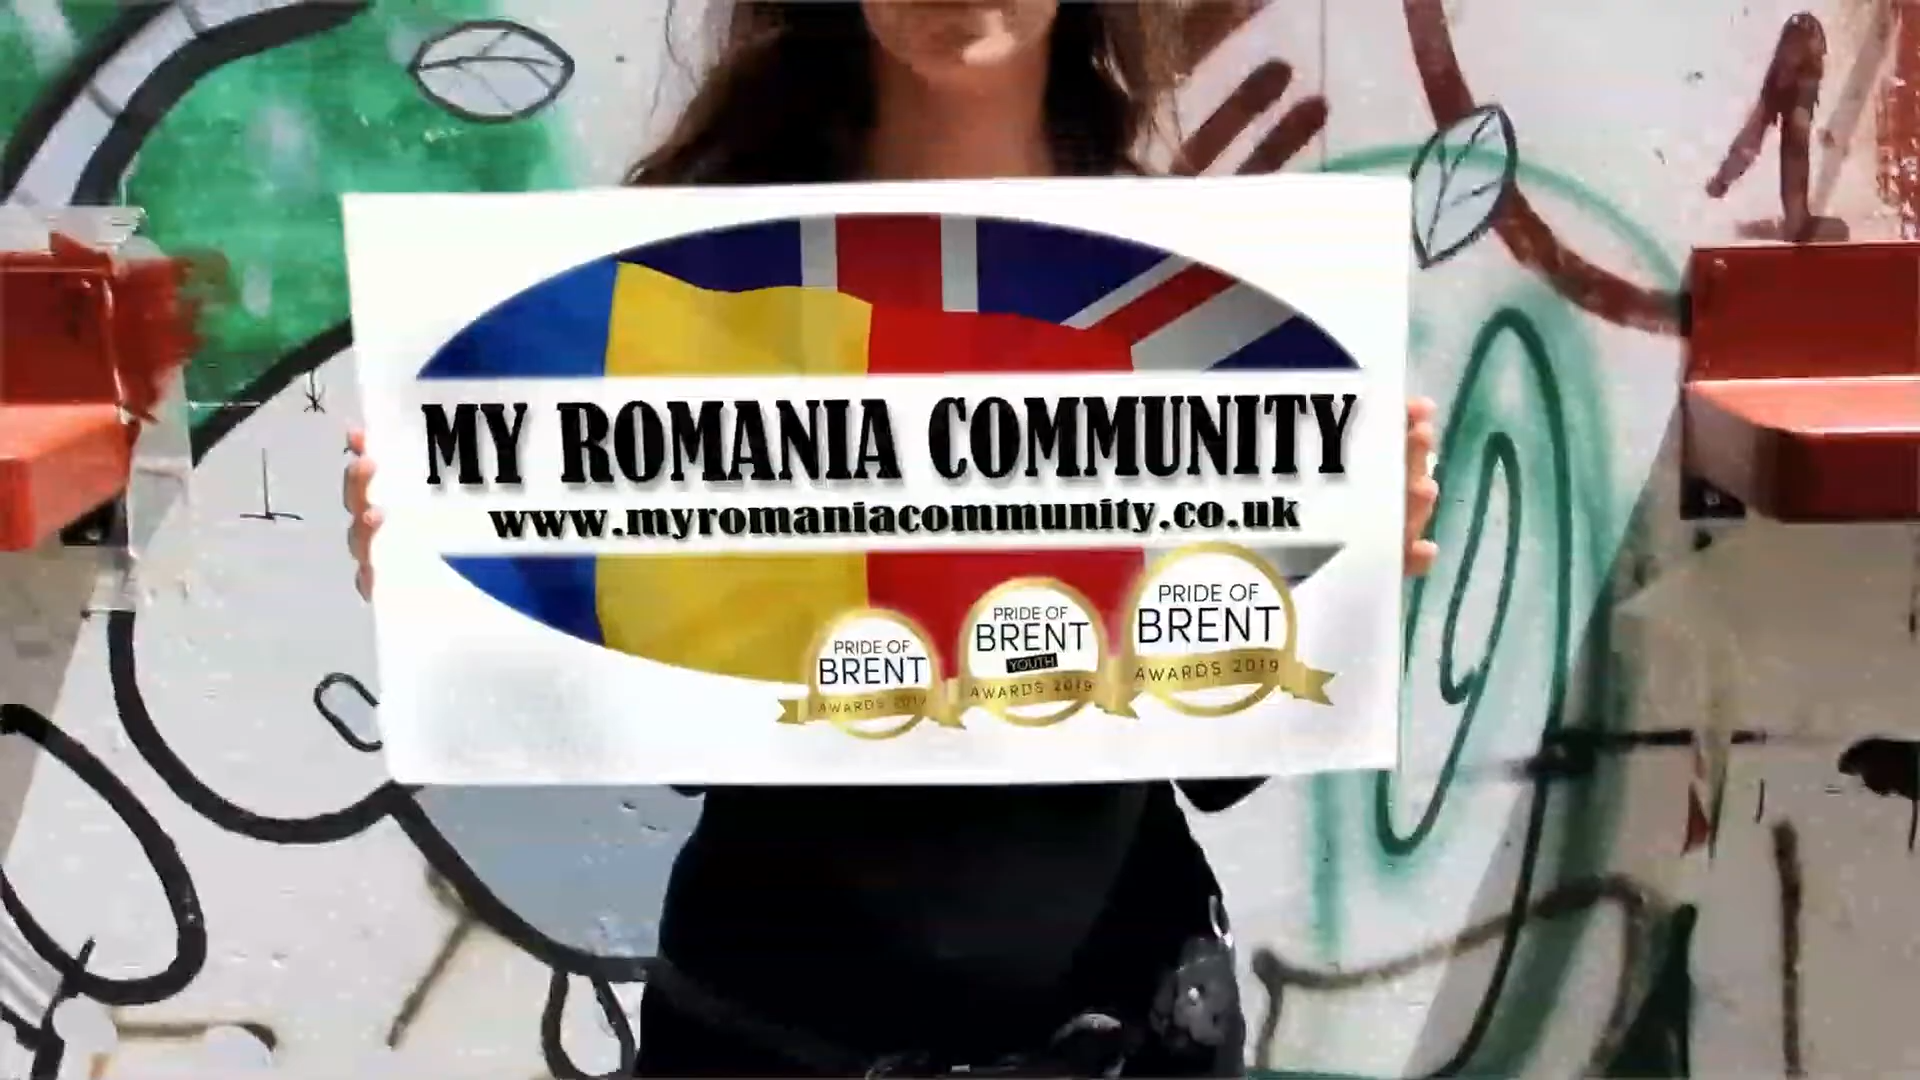 MY ROMANIA COMMUNITY
www.myromaniacommunity.co.uk
PRIDE OF
BRENT
AWARDS 2017
PRIDE OF
BRENT
YOUTH
AWARDS 2019
PRIDE OF
BRENT
AWARDS 2019